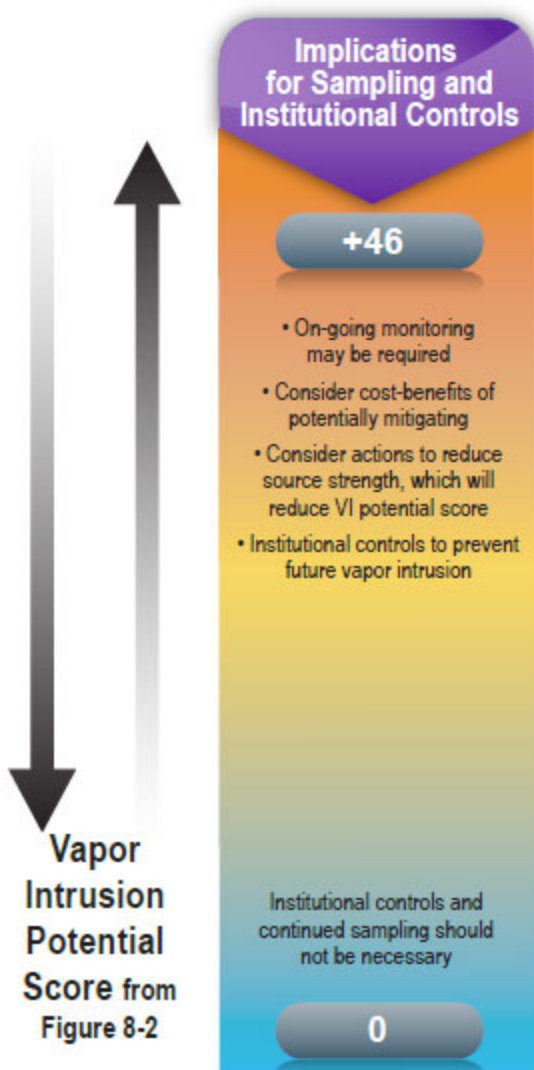 Implications
for Sampling and
Institutional Controls
+46
• On-going monitoring
may be required
• Consider cost-benefits of
potentially mitigating
• Consider actions to reduce
source strength, which will
reduce VI potential score
• Institutional controls to prevent
future vapor intrusion
Vapor
Intrusion
Potential
Score from
Figure 8-2
Institutional controls and
continued sampling should
not be necessary
0